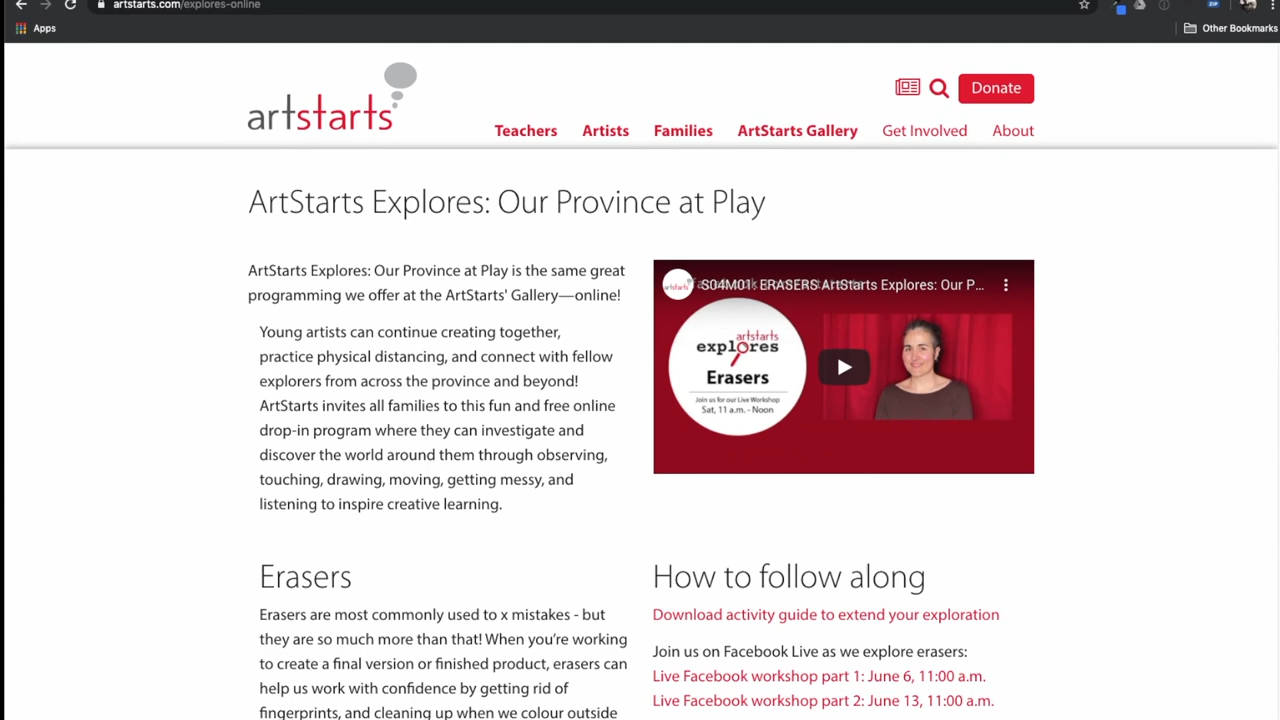 artstarts.com/explores-online
Apps
Other Bookmarks
artstarts
Donate
Teachers Artists Families ArtStarts Gallery Get Involved About
ArtStarts Explores: Our Province at Play
ArtStarts Explores: Our Province at Play is the same great
programming we offer at the ArtStarts' Gallery—online!
Young artists can continue creating together,
practice physical distancing, and connect with fellow
explorers from across the province and beyond!
ArtStarts invites all families to this fun and free online
drop-in program where they can investigate and
discover the world around them through observing,
touching, drawing, moving, getting messy, and
listening to inspire creative learning.
artstarts
S04M01_ERASERS ArtStarts Explores: Our P...
artstarts
explores
Erasers
Join us for our Live Workshop
Sat, 11 a.m. - Noon
Erasers
Erasers are most commonly used to x mistakes - but
they are so much more than that! When you're working
to create a final version or finished product, erasers can
help us work with confidence by getting rid of
fingerprints, and cleaning up when we colour outside
How to follow along
Download activity guide to extend your exploration
Join us on Facebook Live as we explore erasers:
Live Facebook workshop part 1: June 6, 11:00 a.m.
Live Facebook workshop part 2: June 13, 11:00 a.m.